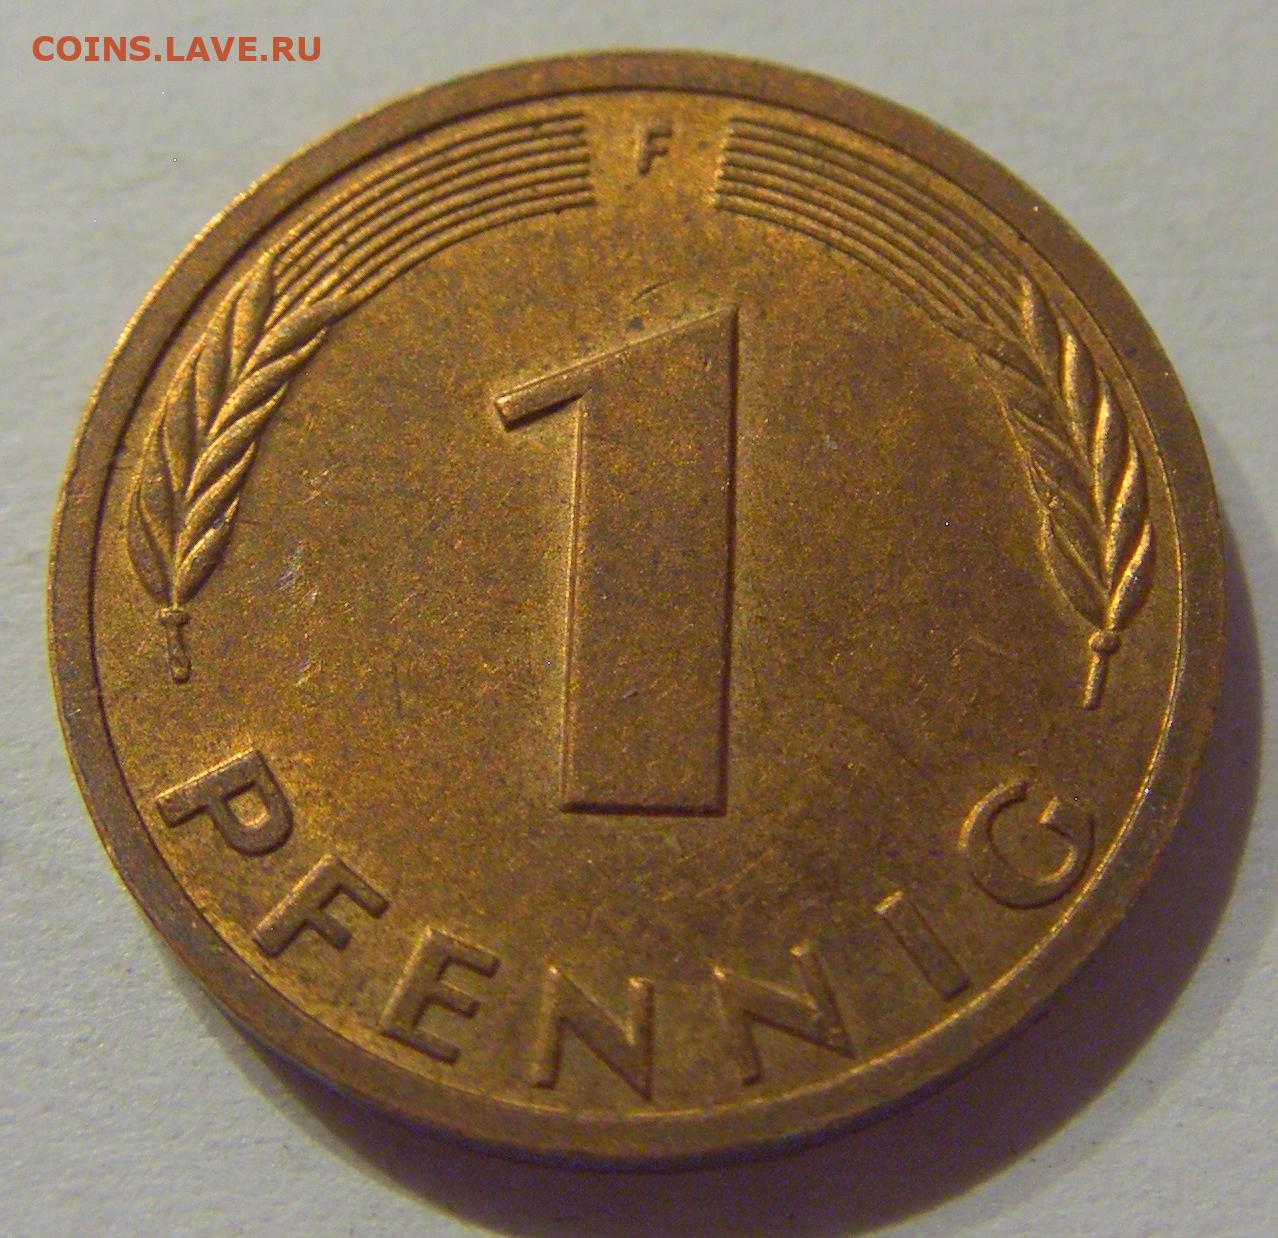 COINS.LAVE.RU
F
1
PFENNIG